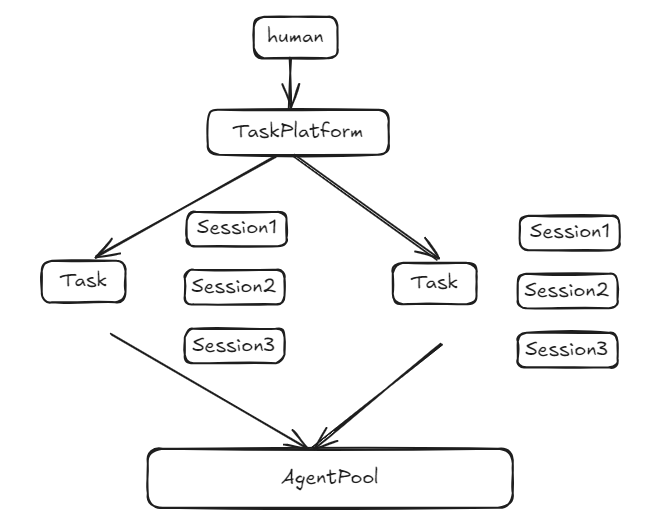 human
TaskPlatform
Session1
Session1
Task
Session2
Task
Session2
Session3
Session3
AgentPool